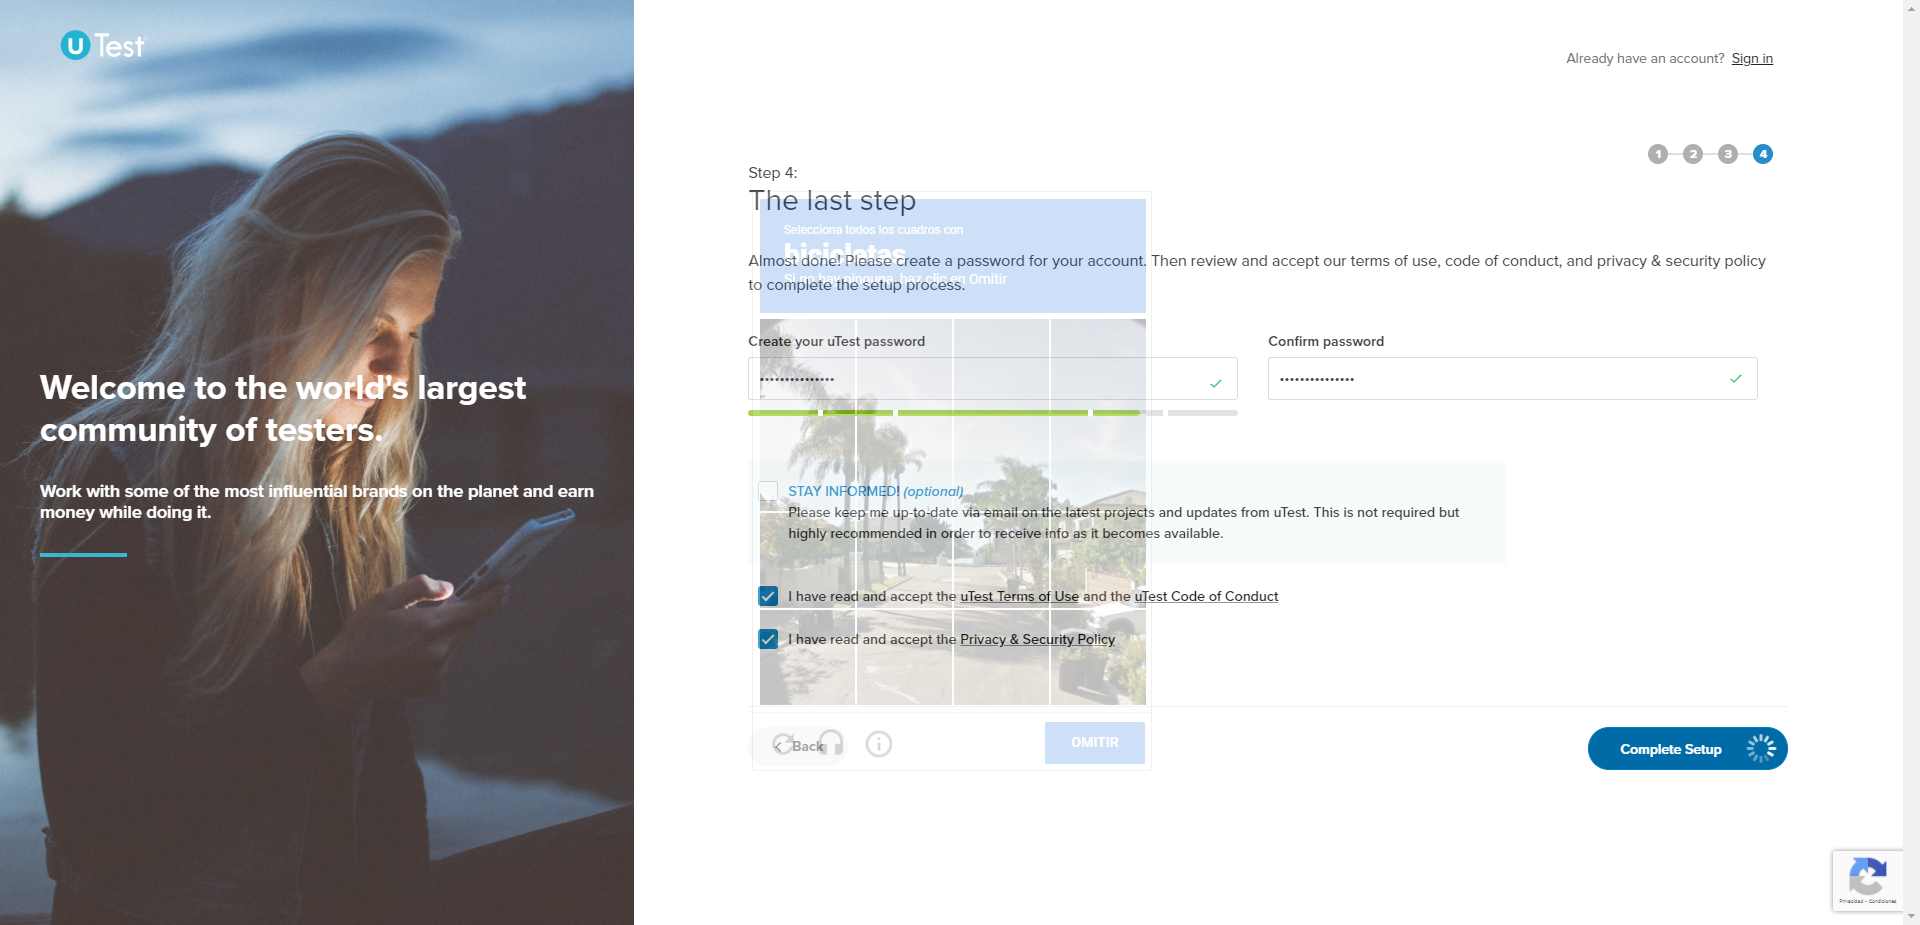 u Test
Already have an account? Sign in
1 2 3 4
Step 4:
The last step
Selecciona todos los cuadros con
bicicletas
Si no hay ninguna, haz clic en Omitir
Almost done! Please create a password for your account. Then review and accept our terms of use, code of conduct, and privacy & security policy
to complete the setup process.
Create your uTest password
Confirm password
Welcome to the world's largest
community of testers.
Work with some of the most influential brands on the planet and earn
money while doing it.
STAY INFORMED! (optional)
Please keep me up-to-date via email on the latest projects and updates from uTest. This is not required but
highly recommended in order to receive info as it becomes available.
I have read and accept the uTest Terms of Use and the uTest Code of Conduct
I have read and accept the Privacy & Security Policy
Back
OMITIR
Complete Setup
Privacidad - Condiciones